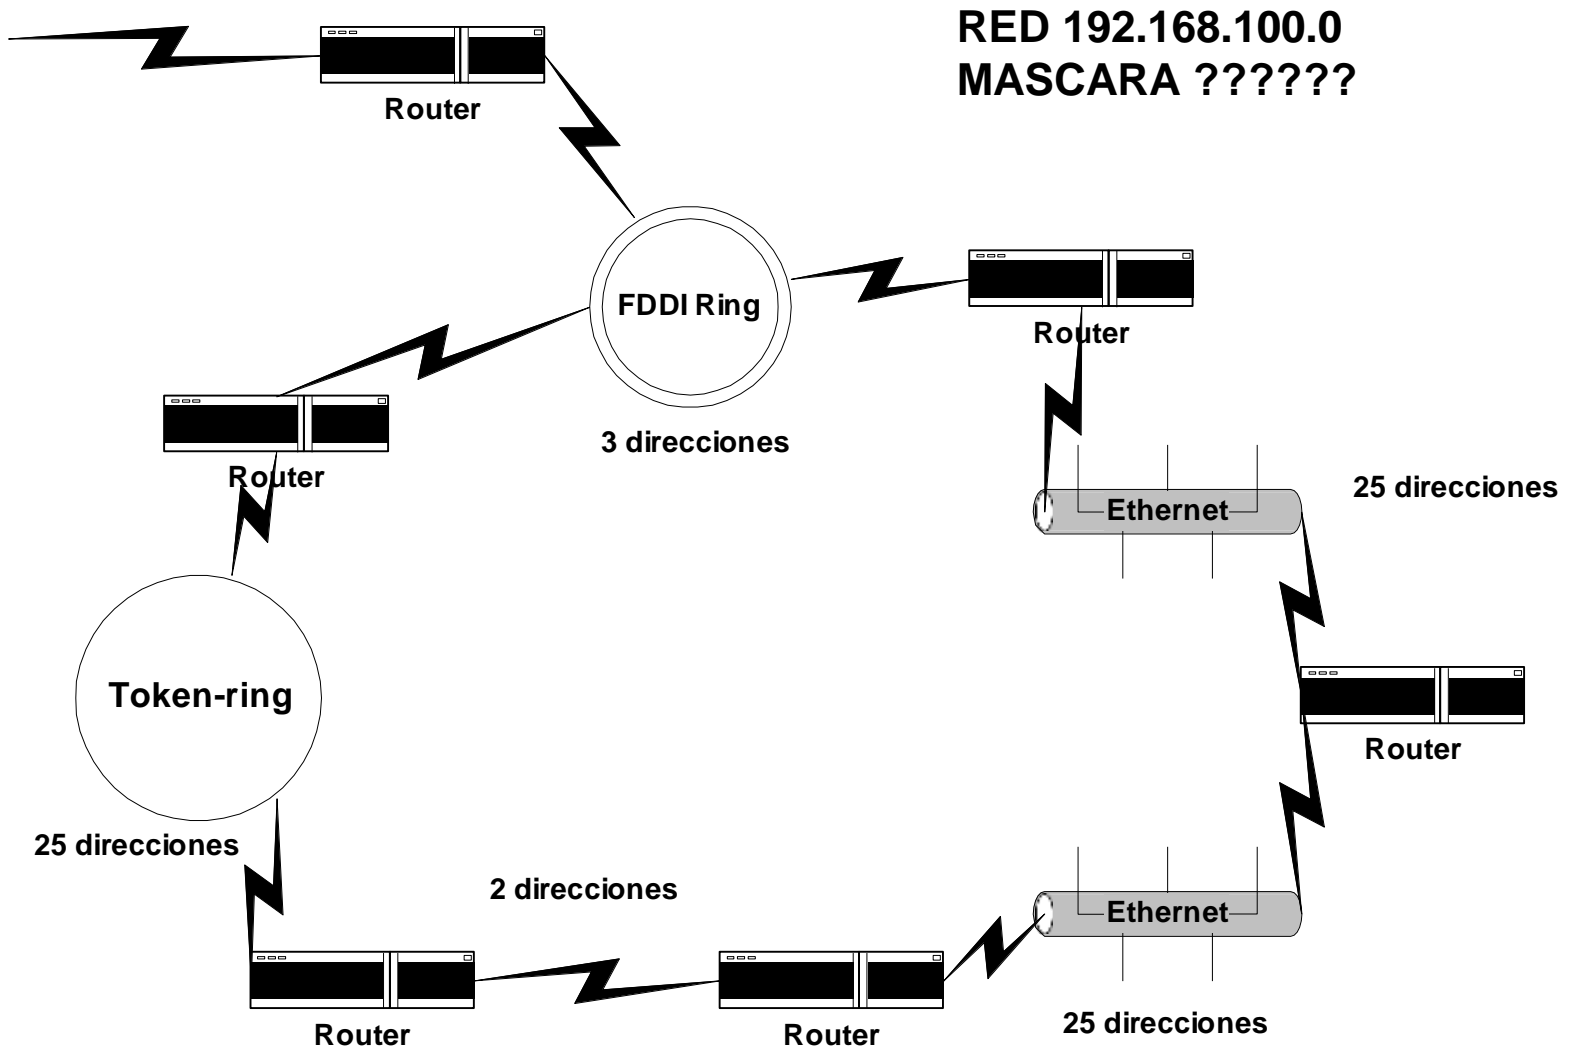 RED 192.168.100.0
MASCARA ??????
Router
FDDI Ring
Router
3 direcciones
Router
25 direcciones
Ethernet
Token-ring
Router
25 direcciones
2 direcciones
Ethernet
25 direcciones
Router
Router